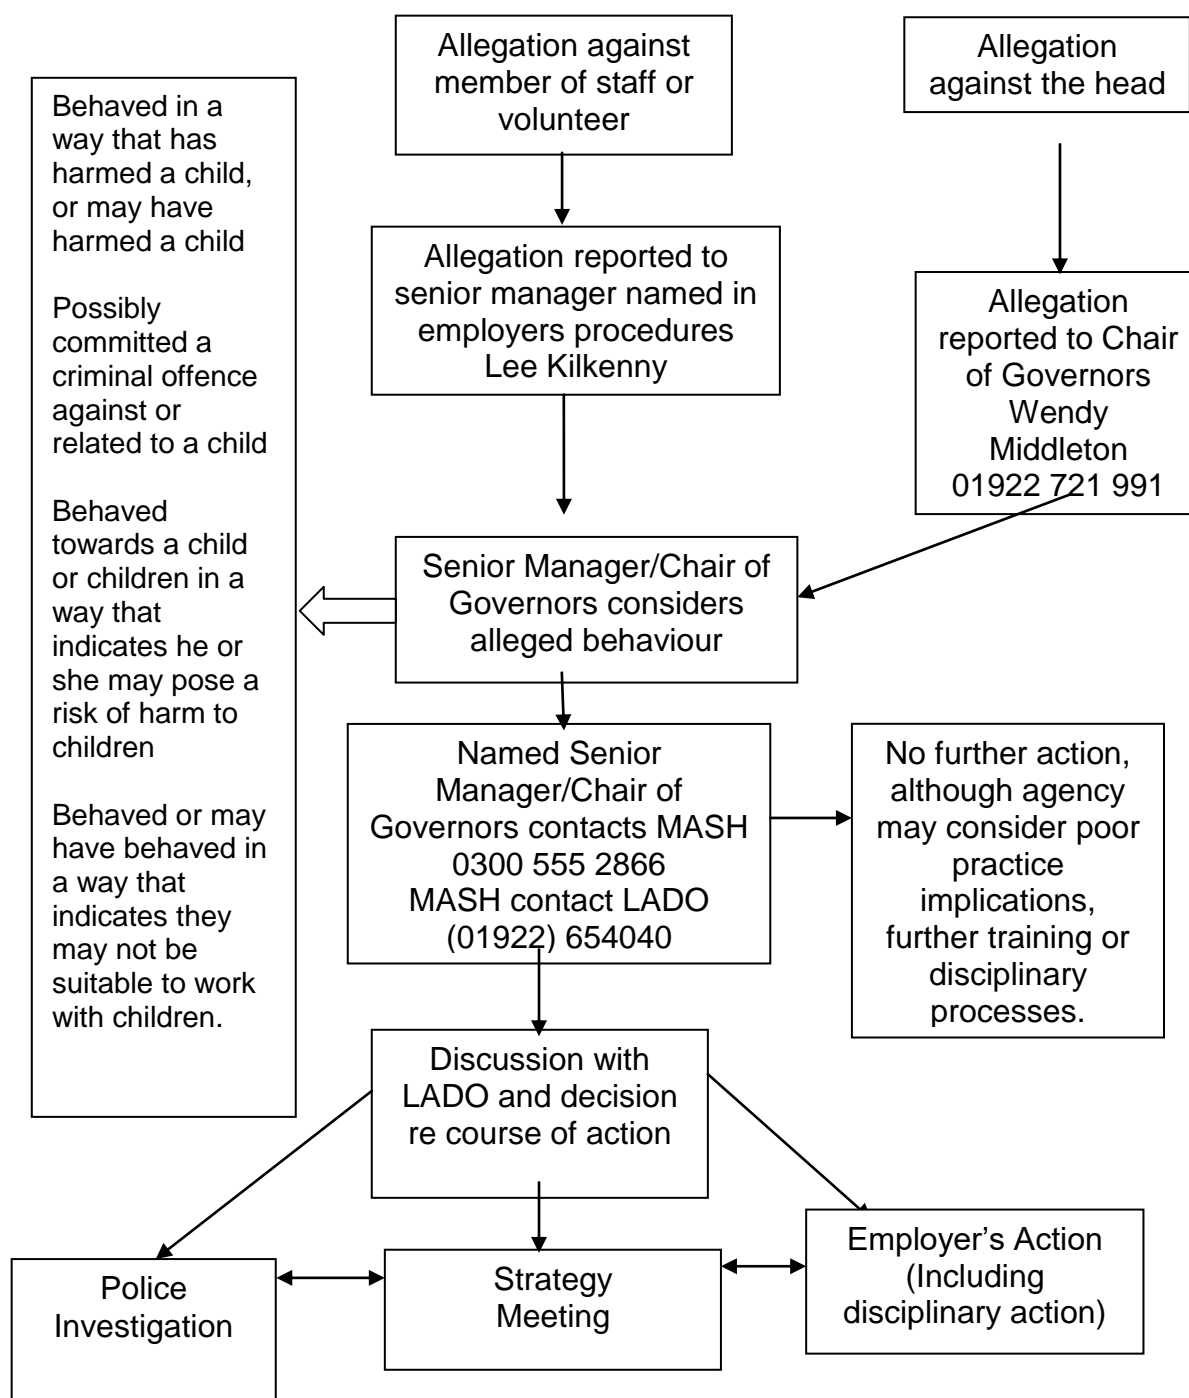 Allegation against
member of staff or
volunteer
Allegation
against the head
Behaved in a
way that has
harmed a child,
or may have
harmed a child
Possibly
committed a
criminal offence
against or
related to a child
Behaved
towards a child
or children in a
way that
indicates he or
she may pose a
risk of harm to
children
Behaved or may
have behaved in
a way that
indicates they
may not be
suitable to work
with children.
Allegation reported to
senior manager named in
employers procedures
Lee Kilkenny
Allegation
reported to Chair
of Governors
Wendy
Middleton
01922 721 991
Senior Manager/Chair of
Governors considers
alleged behaviour
Named Senior
Manager/Chair of
Governors contacts MASH
0300 555 2866
MASH contact LADO
(01922) 654040
No further action,
although agency
may consider poor
practice
implications,
further training or
disciplinary
processes.
Discussion with
LADO and decision
re course of action
Police
Investigation
Strategy
Meeting
Employer’s Action
(Including
disciplinary action)